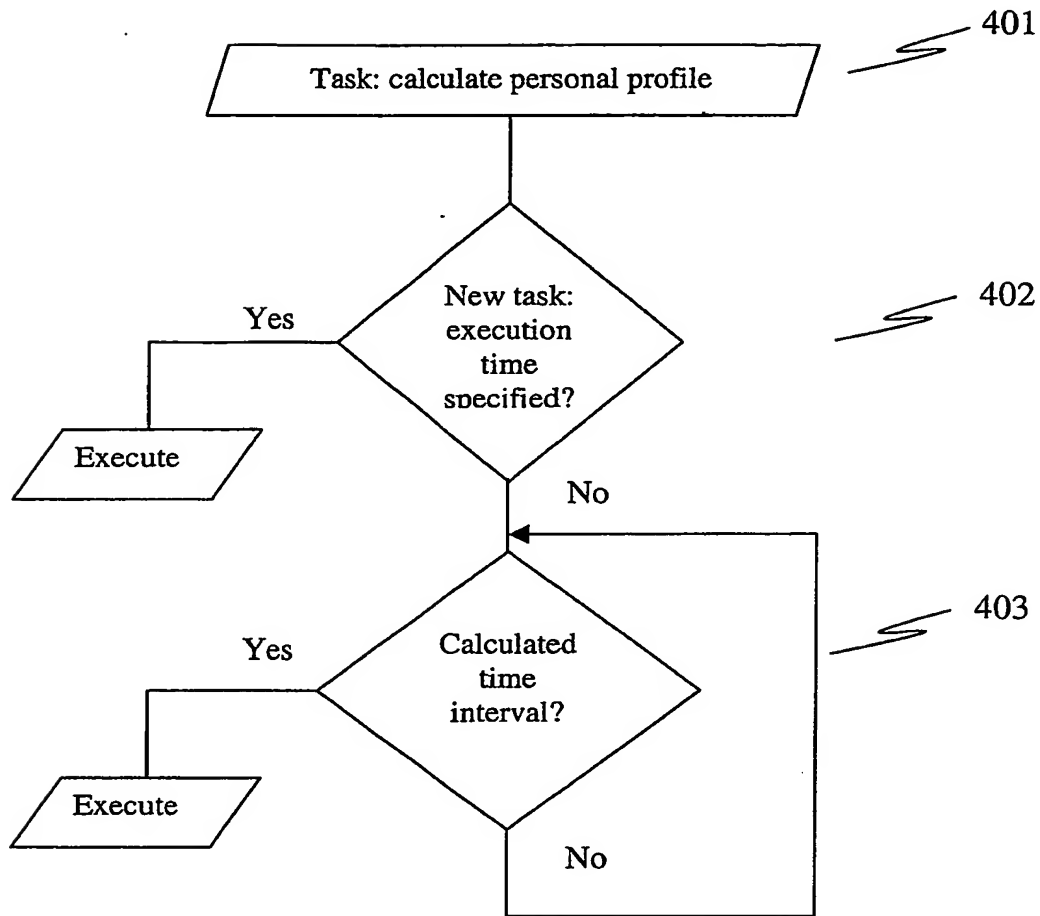 401
Task: calculate personal profile
402
Yes
New task:
execution
time
specified?
Execute
No
403
Yes
Calculated
time
interval?
Execute
No